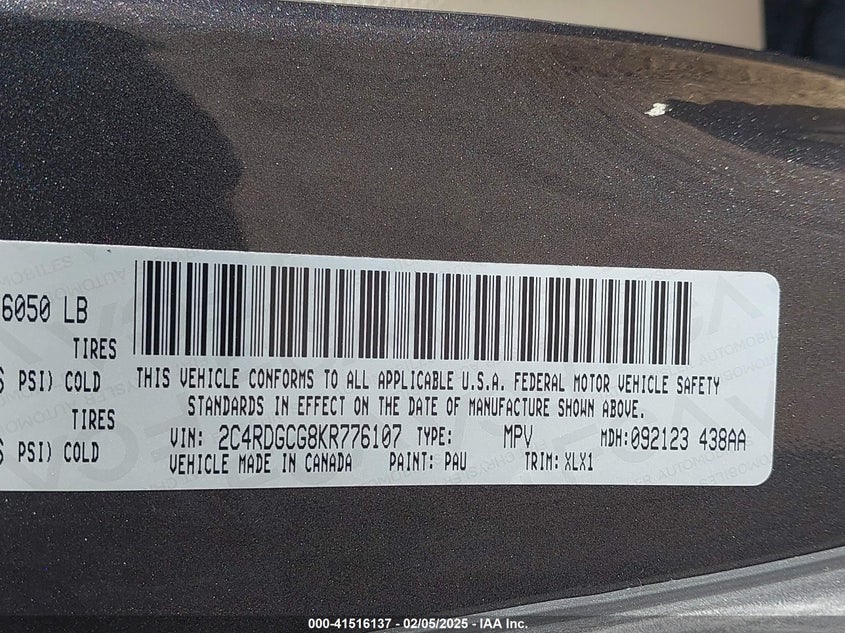 6050 LB
TIRES
PSI) COLD
TIRES
PSI) COLD
THIS VEHICLE CONFORMS TO ALL APPLICABLE U.S.A. FEDERAL MOTOR VEHICLE SAFETY
STANDARDS IN EFFECT ON THE DATE OF MANUFACTURE SHOWN ABOVE.
VIN: 2C4RDGCG8KR776107 TYPE: MPV MDH:092123 438AA
VEHICLE MADE IN CANADA PAINT: PAU TRIM: XLX1
000-41516137 - 02/05/2025 - IAA Inc.